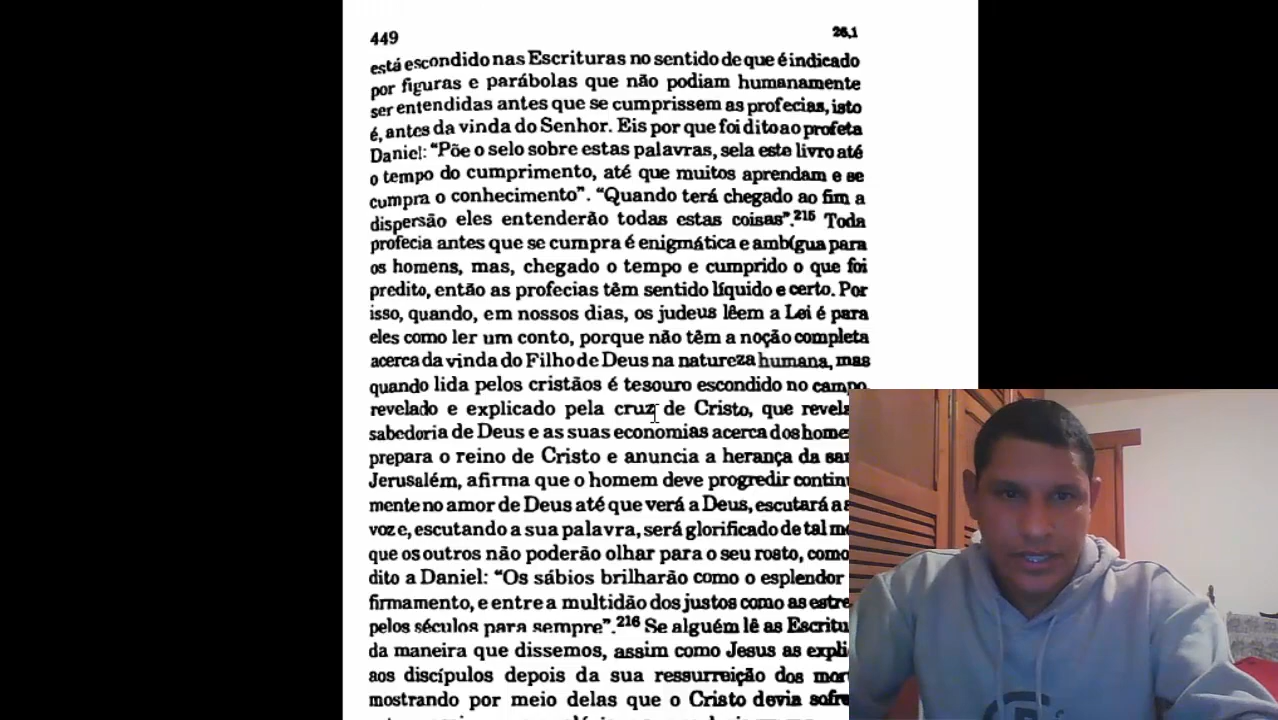 449 26,1
está escondido nas Escrituras no sentido de que é indicado
por figuras e parábolas que não podiam humanamente
ser entendidas antes que se cumprissem as profecias, isto
é, antes da vinda do Senhor. Eis por que foi dito ao profeta
Daniel: “Põe o selo sobre estas palavras, sela este livro até
o tempo do cumprimento, até que muitos aprendam e se
cumpra o conhecimento”. “Quando terá chegado ao fim a
dispersão eles entenderão todas estas coisas”.215 Toda
profecia antes que se cumpra é enigmática e ambígua para
os homens, mas, chegado o tempo e cumprido o que foi
predito, então as profecias têm sentido líquido e certo. Por
isso, quando, em nossos dias, os judeus lêem a Lei é para
eles como ler um conto, porque não têm a noção completa
acerca da vinda do Filho de Deus na natureza humana, mas
quando lida pelos cristãos é tesouro escondido no campo
revelado e explicado pela cruz de Cristo, que revela
sabedoria de Deus e as suas economias acerca dos home
prepara o reino de Cristo e anuncia a herança da san
Jerusalém, afirma que o homem deve progredir continu
mente no amor de Deus até que verá a Deus, escutará a s
voz e, escutando a sua palavra, será glorificado de tal mo
que os outros não poderão olhar para o seu rosto, como
dito a Daniel: “Os sábios brilharão como o esplendor
firmamento, e entre a multidão dos justos como as estre
pelos séculos para sempre”.216 Se alguém lê as Escritu
da maneira que dissemos, assim como Jesus as expli
aos discípulos depois da sua ressurreição dos mor
mostrando por meio delas que o Cristo devia sofre